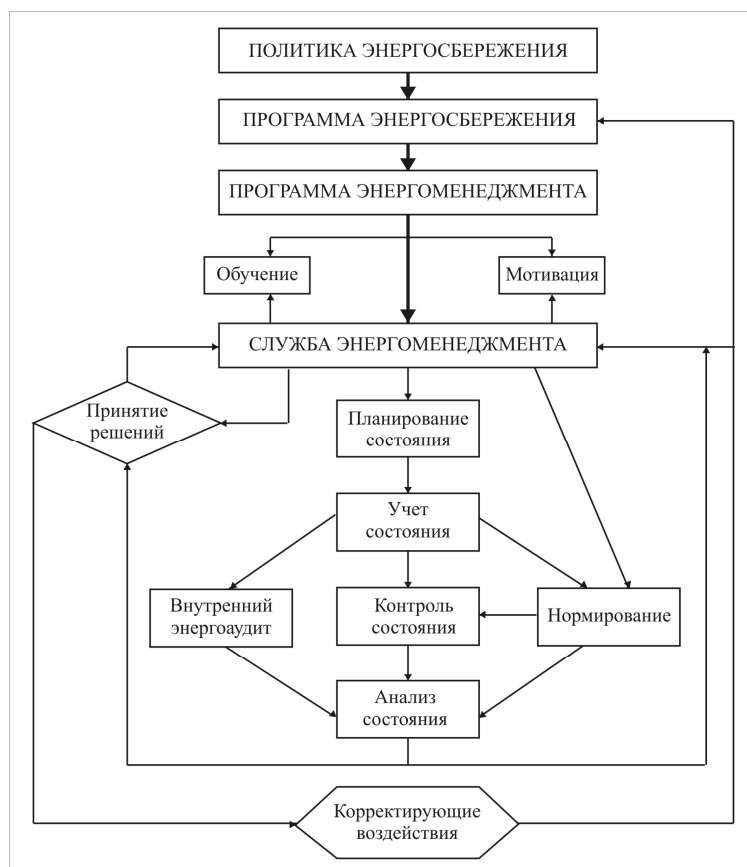 ПОЛИТИКА ЭНЕРГОСБЕРЕЖЕНИЯ
ПРОГРАММА ЭНЕРГОСБЕРЕЖЕНИЯ
ПРОГРАММА ЭНЕРГОМЕНЕДЖМЕНТА
Обучение
Мотивация
СЛУЖБА ЭНЕРГОМЕНЕДЖМЕНТА
Принятие
решений
Планирование
состояния
Учет
состояния
Внутренний
энергоаудит
Контроль
состояния
Нормирование
Анализ
состояния
Корректирующие
воздействия